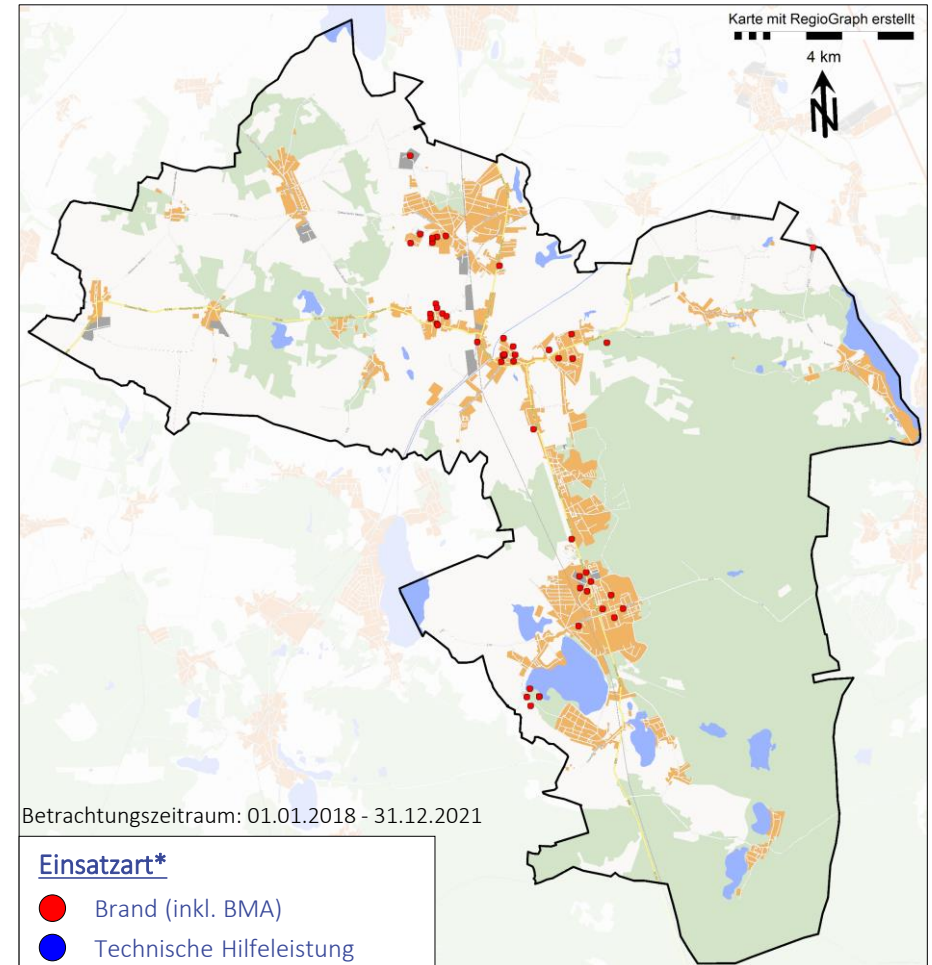 Karte mit RegioGraph erstellt
4 km
N
Betrachtungszeitraum: 01.01.2018 - 31.12.2021
Einsatzart*
Brand (inkl. BMA)
Technische Hilfeleistung